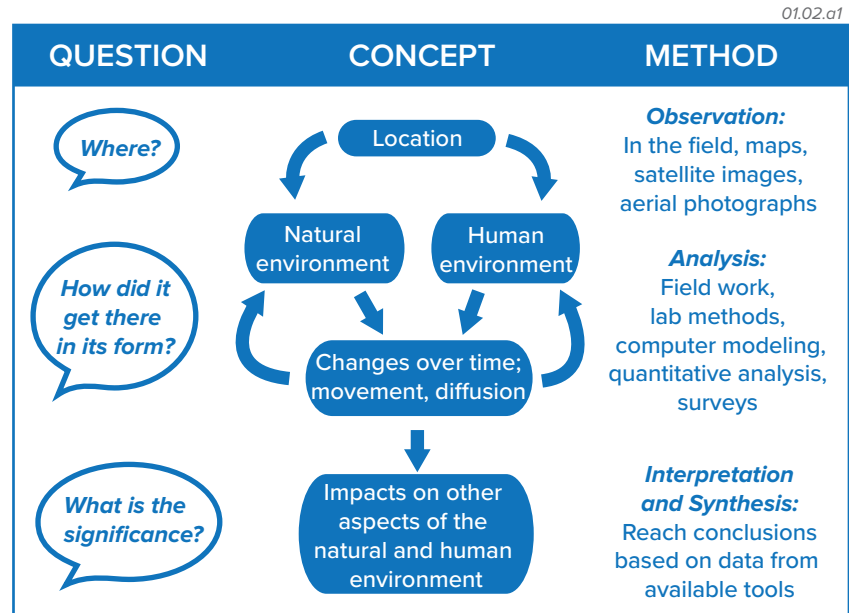 01.02.a1
QUESTION
CONCEPT
METHOD
Where?
Location
Observation:
In the field, maps,
satellite images,
aerial photographs
How did it
get there
in its form?
Natural
environment
Human
environment
Changes over time;
movement, diffusion
Analysis:
Field work,
lab methods,
computer modeling,
quantitative analysis,
surveys
What is the
significance?
Impacts on other
aspects of the
natural and human
environment
Interpretation
and Synthesis:
Reach conclusions
based on data from
available tools